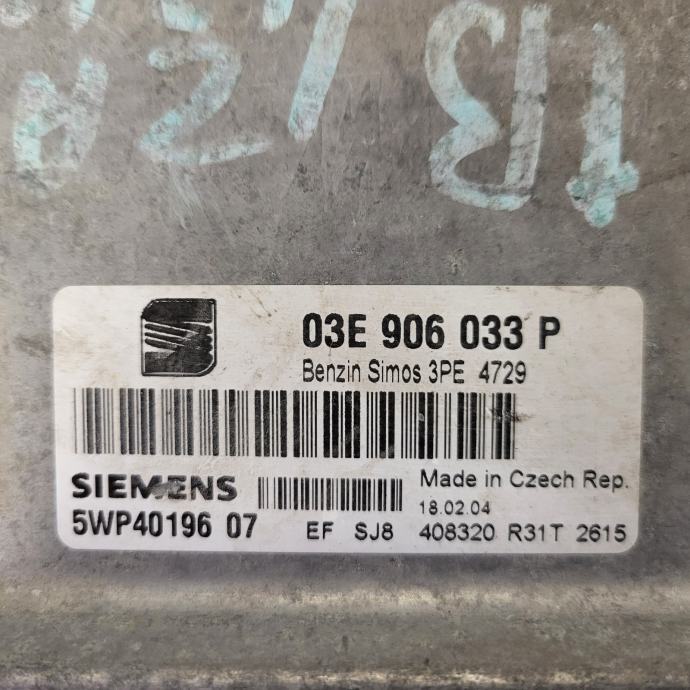 03E 906 033 P
Benzin Simos 3PE 4729
SIEMENS
Made in Czech Rep.
18.02.04
5WP40196 07
EF SJ8 408320 R31T 2615